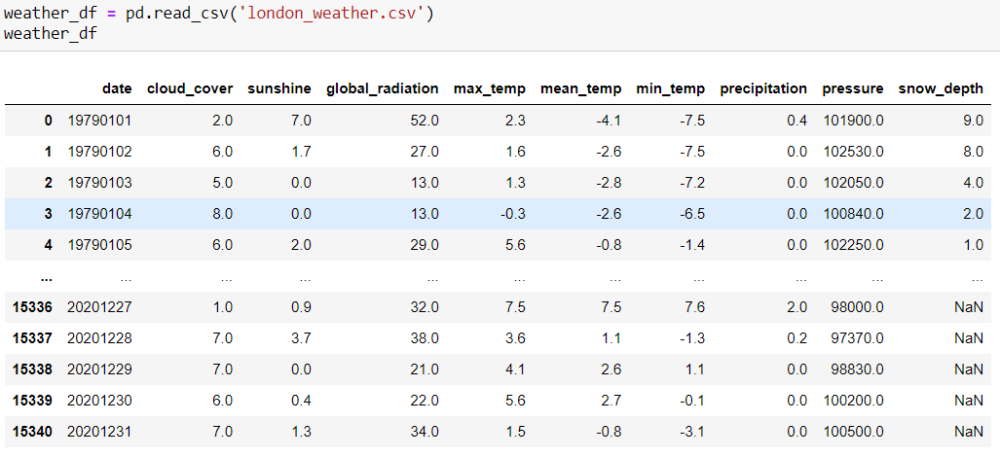 weather_df = pd.read_csv('london_weather.csv')
weather_df
date cloud_cover sunshine global_radiation max_temp mean_temp min_temp precipitation pressure snow_depth
0 19790101 2.0 7.0 52.0 2.3 -4.1 -7.5 0.4 101900.0 9.0
1 19790102 6.0 1.7 27.0 1.6 -2.6 -7.5 0.0 102530.0 8.0
2 19790103 5.0 0.0 13.0 1.3 -2.8 -7.2 0.0 102050.0 4.0
3 19790104 8.0 0.0 13.0 -0.3 -2.6 -6.5 0.0 100840.0 2.0
4 19790105 6.0 2.0 29.0 5.6 -0.8 -1.4 0.0 102250.0 1.0
... ... ... ... ... ... ... ... ... ... ...
15336 20201227 1.0 0.9 32.0 7.5 7.5 7.6 2.0 98000.0 NaN
15337 20201228 7.0 3.7 38.0 3.6 1.1 -1.3 0.2 97370.0 NaN
15338 20201229 7.0 0.0 21.0 4.1 2.6 1.1 0.0 98830.0 NaN
15339 20201230 6.0 0.4 22.0 5.6 2.7 -0.1 0.0 100200.0 NaN
15340 20201231 7.0 1.3 34.0 1.5 -0.8 -3.1 0.0 100500.0 NaN